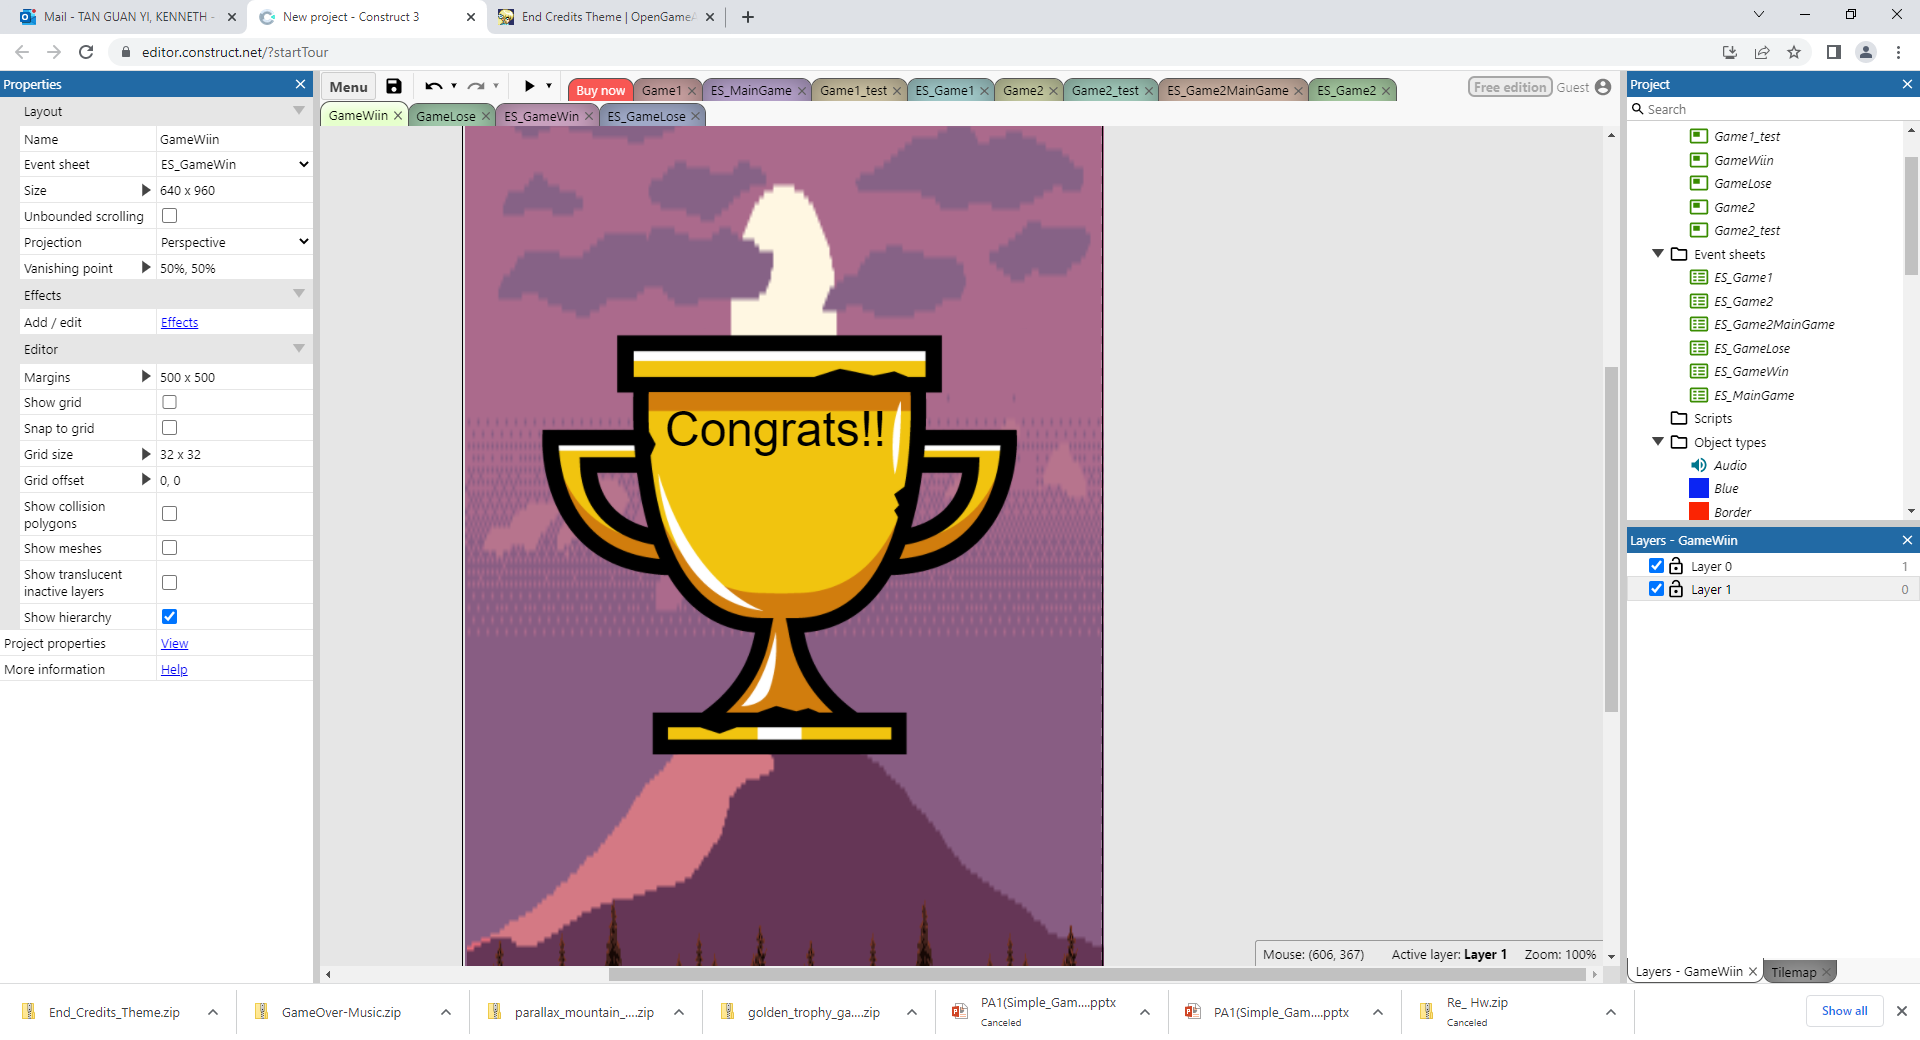 Mail - TAN GUAN YI, KENNETH -
New project - Construct 3
End Credits Theme | OpenGameA
editor.construct.net/?startTour
Properties
Layout
Name GameWiin
Event sheet ES_GameWin
Size 640 x 960
Unbounded scrolling
Projection Perspective
Vanishing point 50%, 50%
Effects
Add / edit Effects
Editor
Margins 500 x 500
Show grid
Snap to grid
Grid size 32 x 32
Grid offset 0, 0
Show collision
polygons
Show meshes
Show translucent
inactive layers
Show hierarchy
Project properties View
More information Help
Menu
Buy now Game1 ES_MainGame Game1_test ES_Game1 Game2 Game2_test ES_Game2MainGame ES_Game2
Free edition Guest
GameWiin GameLose ES_GameWin ES_GameLose
Congrats!!
Mouse: (606, 367) Active layer: Layer 1 Zoom: 100%
Project
Search
Game1_test
GameWiin
GameLose
Game2
Game2_test
Event sheets
ES_Game1
ES_Game2
ES_Game2MainGame
ES_GameLose
ES_GameWin
ES_MainGame
Scripts
Object types
Audio
Blue
Border
Layers - GameWiin
Layer 0 1
Layer 1 0
Layers - GameWiin Tilemap
End_Credits_Theme.zip
GameOver-Music.zip
parallax_mountain_....zip
golden_trophy_ga....zip
PA1(Simple_Gam....pptx
Canceled
PA1(Simple_Gam....pptx
Re_ Hw.zip
Canceled
Show all